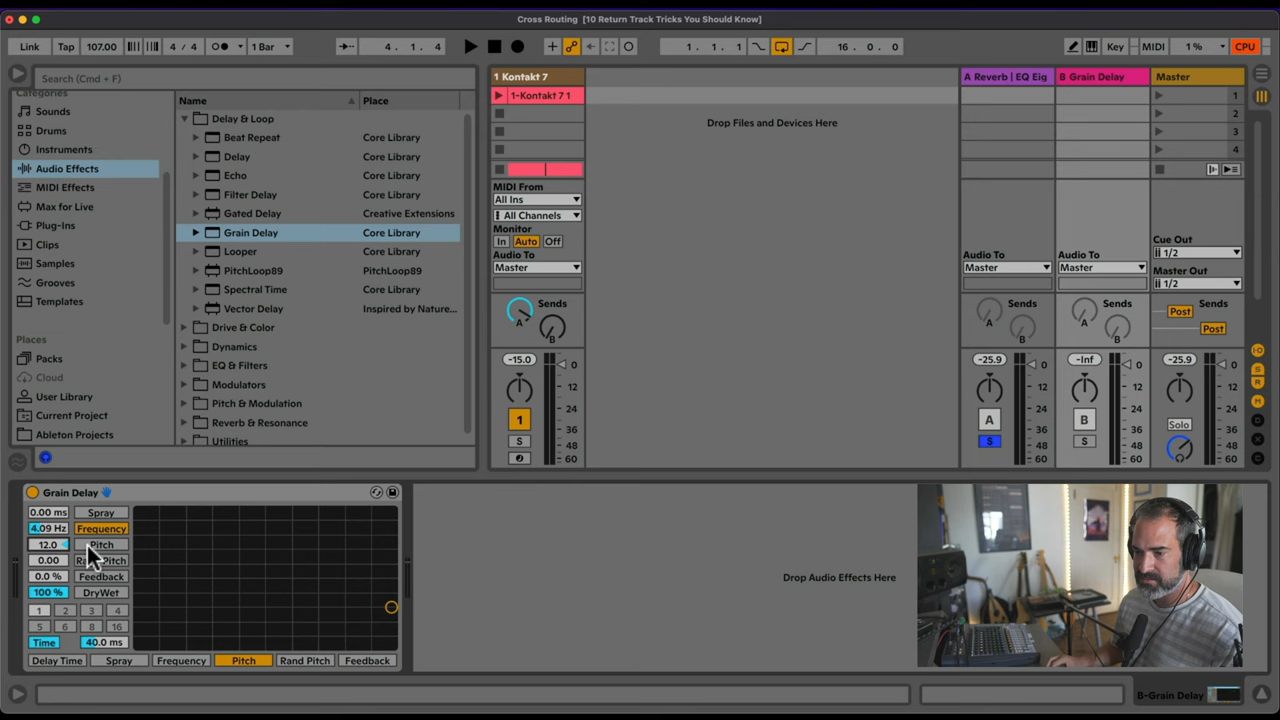 Cross Routing [10 Return Track Tricks You Should Know]
Link Tap 107.00 4 / 4 1 Bar 4. 1. 4 1. 1. 1 16. 0. 0 Key MIDI 1 % CPU
Search (Cmd + F)
Categories
Sounds
Drums
Instruments
Audio Effects
MIDI Effects
Max for Live
Plug-Ins
Clips
Samples
Grooves
Templates
Places
Packs
Cloud
User Library
Current Project
Ableton Projects
Name Place
Delay & Loop
Beat Repeat Core Library
Delay Core Library
Echo Core Library
Filter Delay Core Library
Gated Delay Creative Extensions
Grain Delay Core Library
Looper Core Library
PitchLoop89 PitchLoop89
Spectral Time Core Library
Vector Delay Inspired by Nature...
Drive & Color
Dynamics
EQ & Filters
Modulators
Pitch & Modulation
Reverb & Resonance
Utilities
1 Kontakt 7
1-Kontakt 7 1
MIDI From
All Ins
All Channels
Monitor
In Auto Off
Audio To
Master
Sends
A
B
-15.0
0
12
24
36
48
60
1
S
Drop Files and Devices Here
A Reverb | EQ Eig
Audio To
Master
A
B
-25.9
0
12
24
36
48
60
A
S
B Grain Delay
Audio To
Master
A
B
-Inf
0
12
24
36
48
60
B
S
Master
1
2
3
4
Cue Out
1/2
Master Out
1/2
Sends
Post
Post
-25.9
0
12
24
36
48
60
Solo
Grain Delay
0.00 ms Spray
4.09 Hz Frequency
12.0 Pitch
0.00 Rand Pitch
0.0 % Feedback
100 % DryWet
1 2 3 4
5 6 8 16
Time 40.0 ms
Delay Time Spray Frequency Pitch Rand Pitch Feedback
Drop Audio Effects Here
B-Grain Delay